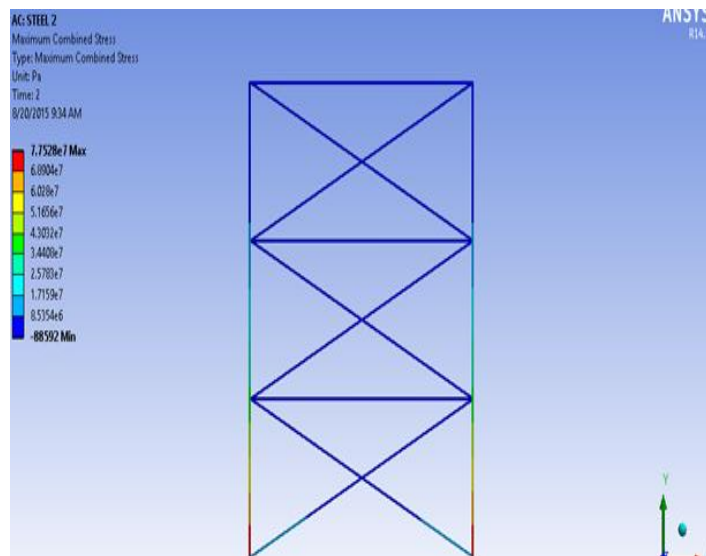 AC: STEEL 2
Maximum Combined Stress
Type: Maximum Combined Stress
Unit: Pa
Time: 2
8/20/2015 9:34 AM
ANSYS
R14.
7.7528e7 Max
6.8904e7
6.028e7
5.1656e7
4.3032e7
3.4408e7
2.5783e7
1.7159e7
8.5354e6
-88592 Min
Y